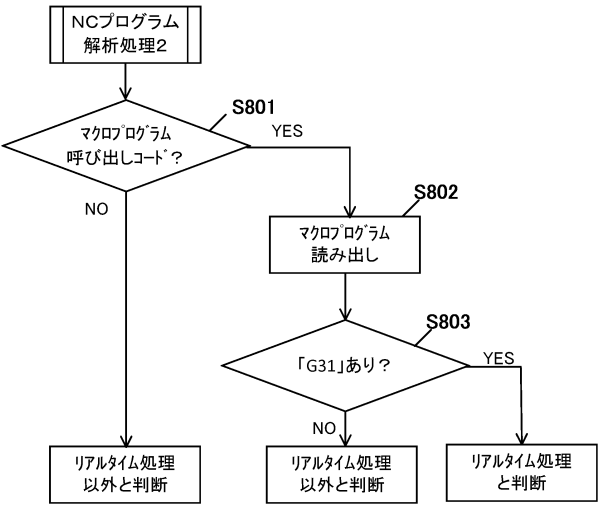 ＮＣプログラム
解析処理２
S801
ﾏｸﾛﾌﾟﾛｸﾞﾗﾑ
呼び出しｺｰﾄﾞ？
YES
NO
S802
ﾏｸﾛﾌﾟﾛｸﾞﾗﾑ
読み出し
S803
｢G31｣あり？
YES
NO
ﾘｱﾙﾀｲﾑ処理
以外と判断
ﾘｱﾙﾀｲﾑ処理
以外と判断
ﾘｱﾙﾀｲﾑ処理
と判断